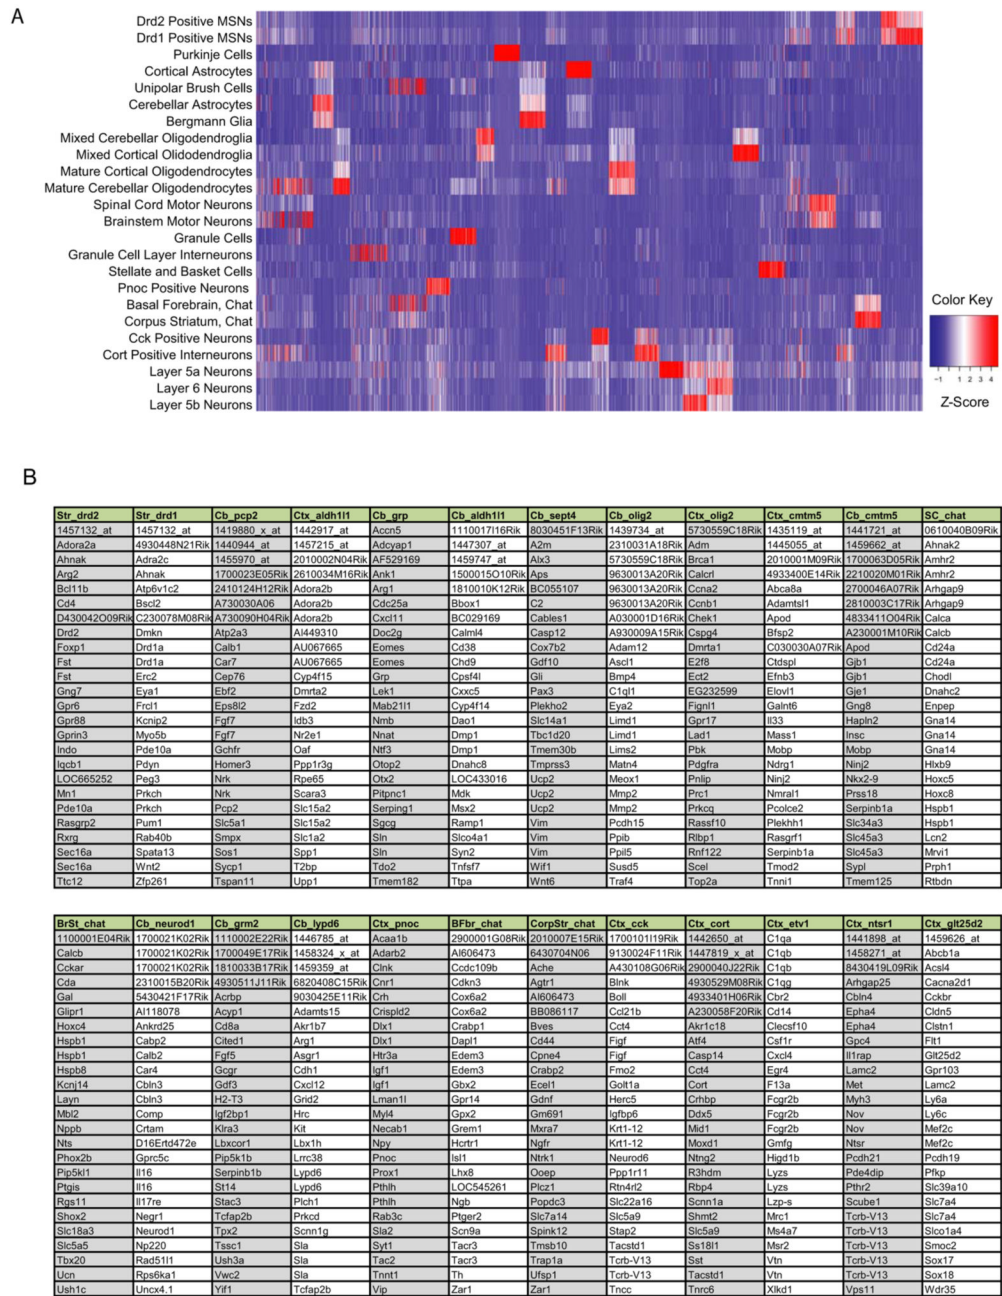 A
Drd2 Positive MSNs
Drd1 Positive MSNs
Purkinje Cells
Cortical Astrocytes
Unipolar Brush Cells
Cerebellar Astrocytes
Bergmann Glia
Mixed Cerebellar Oligodendroglia
Mixed Cortical Olidodendroglia
Mature Cortical Oligodendrocytes
Mature Cerebellar Oligodendrocytes
Spinal Cord Motor Neurons
Brainstem Motor Neurons
Granule Cells
Granule Cell Layer Interneurons
Stellate and Basket Cells
Pnoc Positive Neurons
Basal Forebrain, Chat
Corpus Striatum, Chat
Cck Positive Neurons
Cort Positive Interneurons
Layer 5a Neurons
Layer 6 Neurons
Layer 5b Neurons
Color Key
−1 1 2 3 4
Z-Score
B
Str_drd2 Str_drd1 Cb_pcp2 Ctx_aldh1l1 Cb_grp Cb_aldh1l1 Cb_sept4 Cb_olig2 Ctx_olig2 Ctx_cmtm5 Cb_cmtm5 SC_chat
1457132_at 1457132_at 1419880_x_at 1442917_at Accn5 1110017I16Rik 8030451F13Rik 1439734_at 5730559C18Rik 1435119_at 1441721_at 0610040B09Rik
Adora2a 4930448N21Rik 1440944_at 1457215_at Adcyap1 1447307_at A2m 2310031A18Rik Adm 1445055_at 1459662_at Ahnak2
Ahnak Adra2c 1455970_at 2010002N04Rik AF529169 1459747_at Alx3 5730559C18Rik Brca1 2010001M09Rik 1700063D05Rik Amhr2
Arg2 Ahnak 1700023E05Rik 2610034M16Rik Ank1 1500015O10Rik Aps 9630013A20Rik Calcrl 4933400E14Rik 2210020M01Rik Amhr2
Bcl11b Atp6v1c2 2410124H12Rik Adora2b Arg1 1810010K12Rik BC055107 9630013A20Rik Ccna2 Abca8a 2700046A07Rik Arhgap9
Cd4 Bscl2 A730030A06 Adora2b Cdc25a Bbox1 C2 9630013A20Rik Ccnb1 Adamtsl1 2810003C17Rik Arhgap9
D430042O09Rik C230078M08Rik A730090H04Rik Adora2b Cxcl11 BC029169 Cables1 A030001D16Rik Chek1 Apod 4833411O04Rik Calca
Drd2 Dmkn Atp2a3 AI449310 Doc2g Calml4 Casp12 A930009A15Rik Cspg4 Bfsp2 A230001M10Rik Calcb
Foxp1 Drd1a Calb1 AU067665 Eomes Cd38 Cox7b2 Adam12 Dmrta1 C030030A07Rik Apod Cd24a
Fst Drd1a Car7 AU067665 Eomes Chd9 Gdf10 Ascl1 E2f8 Ctdspl Gjb1 Cd24a
Fst Erc2 Cep76 Cyp4f15 Grp Cpsf4l Gli Bmp4 Ect2 Efnb3 Gjb1 Chodl
Gng7 Eya1 Ebf2 Dmrta2 Lek1 Cxxc5 Pax3 C1ql1 EG232599 Elovl1 Gje1 Dnahc2
Gpr6 Frcl1 Eps8l2 Fzd2 Mab21l1 Cyp4f14 Plekho2 Eya2 Fignl1 Galnt6 Gng8 Enpep
Gpr88 Kcnip2 Fgf7 Idb3 Nmb Dao1 Slc14a1 Limd1 Gpr17 Il33 Hapln2 Gna14
Gprin3 Myo5b Fgf7 Nr2e1 Nnat Dmp1 Tbc1d20 Limd1 Lad1 Mass1 Insc Gna14
Indo Pde10a Gchfr Oaf Ntf3 Dmp1 Tmem30b Lims2 Pbk Mobp Mobp Gna14
Iqcb1 Pdyn Homer3 Ppp1r3g Otop2 Dnahc8 Tmprss3 Matn4 Pdgfra Ndrg1 Ninj2 Hlxb9
LOC665252 Peg3 Nrk Rpe65 Otx2 LOC433016 Ucp2 Meox1 Pnlip Ninj2 Nkx2-9 Hoxc5
Mn1 Prkch Nrk Scara3 Pitpnc1 Mdk Ucp2 Mmp2 Prc1 Nmral1 Prss18 Hoxc8
Pde10a Prkch Pcp2 Slc15a2 Serping1 Msx2 Ucp2 Mmp2 Prkcq Pcolce2 Serpinb1a Hspb1
Rasgrp2 Pum1 Slc5a1 Slc15a2 Sgcg Ramp1 Vim Pcdh15 Rassf10 Plekhh1 Slc34a3 Hspb1
Rxrg Rab40b Smpx Slc1a2 Sln Slco4a1 Vim Ppib Rlbp1 Rasgrf1 Slc45a3 Lcn2
Sec16a Spata13 Sos1 Spp1 Sln Syn2 Vim Ppil5 Rnf122 Serpinb1a Slc45a3 Mrvi1
Sec16a Wnt2 Sycp1 T2bp Tdo2 Tnfsf7 Wif1 Susd5 Scel Tmod2 Sypl Prph1
Ttc12 Zfp261 Tspan11 Upp1 Tmem182 Ttpa Wnt6 Traf4 Top2a Tnni1 Tmem125 Rtbdn
BrSt_chat Cb_neurod1 Cb_grm2 Cb_lypd6 Ctx_pnoc BFbr_chat CorpStr_chat Ctx_cck Ctx_cort Ctx_etv1 Ctx_ntsr1 Ctx_glt25d2
1100001E04Rik 1700021K02Rik 1110002E22Rik 1446785_at Acaa1b 2900001G08Rik 2010007E15Rik 1700101I19Rik 1442650_at C1qa 1441898_at 1459626_at
Calcb 1700021K02Rik 1700049E17Rik 1458324_x_at Adarb2 AI606473 6430704N06 9130024F11Rik 1447819_x_at C1qb 1458271_at Abcb1a
Cckar 1700021K02Rik 1810033B17Rik 1459359_at Clnk Ccdc109b Ache A430108G06Rik 2900040J22Rik C1qb 8430419L09Rik Acsl4
Cda 2310015B20Rik 4930511J11Rik 6820408C15Rik Cnr1 Cdkn3 Agtr1 Blnk 4930529M08Rik C1qg Arhgap25 Cacna2d1
Gal 5430421F17Rik Acrbp 9030425E11Rik Crh Cox6a2 AI606473 Boll 4933401H06Rik Cbr2 Cbln4 Cckbr
Glipr1 AI118078 Acyp1 Adamts15 Crispld2 Cox6a2 BB086117 Ccl21b A230058F20Rik Cd14 Epha4 Cldn5
Hoxc4 Ankrd25 Cd8a Akr1b7 Dlx1 Crabp1 Bves Cct4 Akr1c18 Clecsf10 Epha4 Clstn1
Hspb1 Cabp2 Cited1 Arg1 Dlx1 Dapl1 Cd44 Figf Atf4 Csf1r Gpc4 Flt1
Hspb1 Calb2 Fgf5 Asgr1 Htr3a Edem3 Cpne4 Figf Casp14 Cxcl4 Il1rap Glt25d2
Hspb8 Car4 Gcgr Cdh1 Igf1 Edem3 Crabp2 Fmo2 Cct4 Egr4 Lamc2 Gpr103
Kcnj14 Cbln3 Gdf3 Cxcl12 Igf1 Gbx2 Ecel1 Golt1a Cort F13a Met Lamc2
Layn Cbln3 H2-T3 Grid2 Lman1l Gpr14 Gdnf Herc5 Crhbp Fcgr2b Myh3 Ly6a
Mbl2 Comp Igf2bp1 Hrc Myl4 Gpx2 Gm691 Igfbp6 Ddx5 Fcgr2b Nov Ly6c
Nppb Crtam Klra3 Kit Necab1 Grem1 Mxra7 Krt1-12 Mid1 Fcgr2b Nov Mef2c
Nts D16Ertd472e Lbxcor1 Lbx1h Npy Hcrtr1 Ngfr Krt1-12 Moxd1 Gmfg Ntsr Mef2c
Phox2b Gprc5c Pip5k1b Lrrc38 Pnoc Isl1 Ntrk1 Neurod6 Ntng2 Higd1b Pcdh21 Pcdh19
Pip5kl1 Il16 Serpinb1b Lypd6 Prox1 Lhx8 Ooep Ppp1r11 R3hdm Lyzs Pde4dip Pfkp
Ptgis Il16 St14 Lypd6 Pthlh LOC545261 Plcz1 Rtn4rl2 Rbp4 Lyzs Pthr2 Slc39a10
Rgs11 Il17re Stac3 Plch1 Pthlh Ngb Popdc3 Slc22a16 Scnn1a Lzp-s Scube1 Slc7a4
Shox2 Negr1 Tcfap2b Prkcd Rab3c Ptger2 Slc7a14 Slc5a9 Shmt2 Mrc1 Tcrb-V13 Slc7a4
Slc18a3 Neurod1 Tpx2 Scnn1g Sla2 Scn9a Spink12 Stap2 Slc5a9 Ms4a7 Tcrb-V13 Slco1a4
Slc5a5 Np220 Tssc1 Sla Syt1 Tacr3 Tmsb10 Tacstd1 Ss18l1 Msr2 Tcrb-V13 Smoc2
Tbx20 Rad51l1 Ush3a Sla Tac2 Tacr3 Trap1a Tcrb-V13 Sst Vtn Tcrb-V13 Sox17
Ucn Rps6ka1 Vwc2 Sla Tnnt1 Th Ufsp1 Tcrb-V13 Tacstd1 Vtn Tcrb-V13 Sox18
Ush1c Uncx4.1 Yif1 Tcfap2b Vip Zar1 Zar1 Tncc Tnrc6 Xlkd1 Vps11 Wdr35